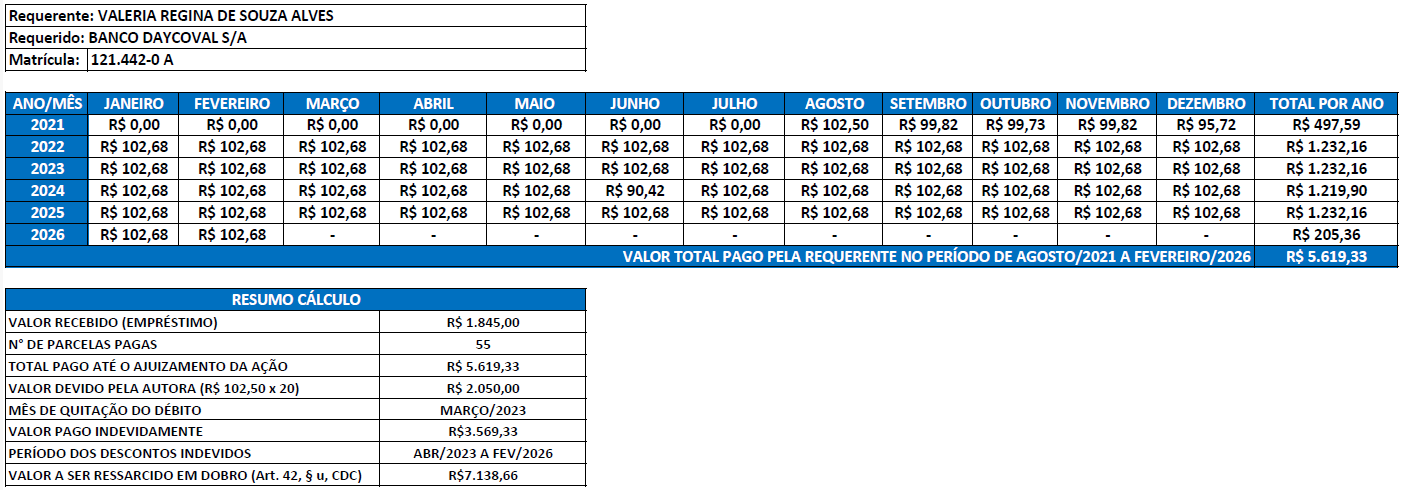 Requerente: VALERIA REGINA DE SOUZA ALVES
Requerido: BANCO DAYCOVAL S/A
Matrícula: 121.442-0 A
ANO/MÊS JANEIRO FEVEREIRO MARÇO ABRIL MAIO JUNHO JULHO AGOSTO SETEMBRO OUTUBRO NOVEMBRO DEZEMBRO TOTAL POR ANO
2021 R$ 0,00 R$ 0,00 R$ 0,00 R$ 0,00 R$ 0,00 R$ 0,00 R$ 0,00 R$ 102,50 R$ 99,82 R$ 99,73 R$ 99,82 R$ 95,72 R$ 497,59
2022 R$ 102,68 R$ 102,68 R$ 102,68 R$ 102,68 R$ 102,68 R$ 102,68 R$ 102,68 R$ 102,68 R$ 102,68 R$ 102,68 R$ 102,68 R$ 102,68 R$ 1.232,16
2023 R$ 102,68 R$ 102,68 R$ 102,68 R$ 102,68 R$ 102,68 R$ 102,68 R$ 102,68 R$ 102,68 R$ 102,68 R$ 102,68 R$ 102,68 R$ 102,68 R$ 1.232,16
2024 R$ 102,68 R$ 102,68 R$ 102,68 R$ 102,68 R$ 102,68 R$ 90,42 R$ 102,68 R$ 102,68 R$ 102,68 R$ 102,68 R$ 102,68 R$ 102,68 R$ 1.219,90
2025 R$ 102,68 R$ 102,68 R$ 102,68 R$ 102,68 R$ 102,68 R$ 102,68 R$ 102,68 R$ 102,68 R$ 102,68 R$ 102,68 R$ 102,68 R$ 102,68 R$ 1.232,16
2026 R$ 102,68 R$ 102,68 - - - - - - - - - - R$ 205,36
VALOR TOTAL PAGO PELA REQUERENTE NO PERÍODO DE AGOSTO/2021 A FEVEREIRO/2026 R$ 5.619,33
RESUMO CÁLCULO
VALOR RECEBIDO (EMPRÉSTIMO) R$ 1.845,00
N° DE PARCELAS PAGAS 55
TOTAL PAGO ATÉ O AJUIZAMENTO DA AÇÃO R$ 5.619,33
VALOR DEVIDO PELA AUTORA (R$ 102,50 x 20) R$ 2.050,00
MÊS DE QUITAÇÃO DO DÉBITO MARÇO/2023
VALOR PAGO INDEVIDAMENTE R$3.569,33
PERÍODO DOS DESCONTOS INDEVIDOS ABR/2023 A FEV/2026
VALOR A SER RESSARCIDO EM DOBRO (Art. 42, § u, CDC) R$7.138,66